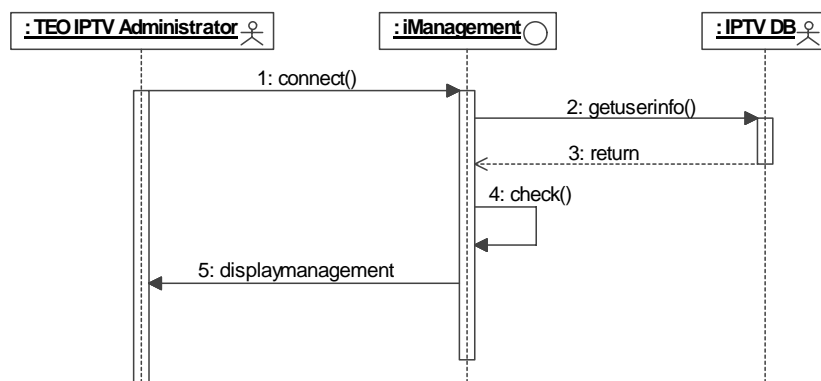 : TEO IPTV Administrator
: iManagement
: IPTV DB
1: connect()
2: getuserinfo()
3: return
4: check()
5: displaymanagement